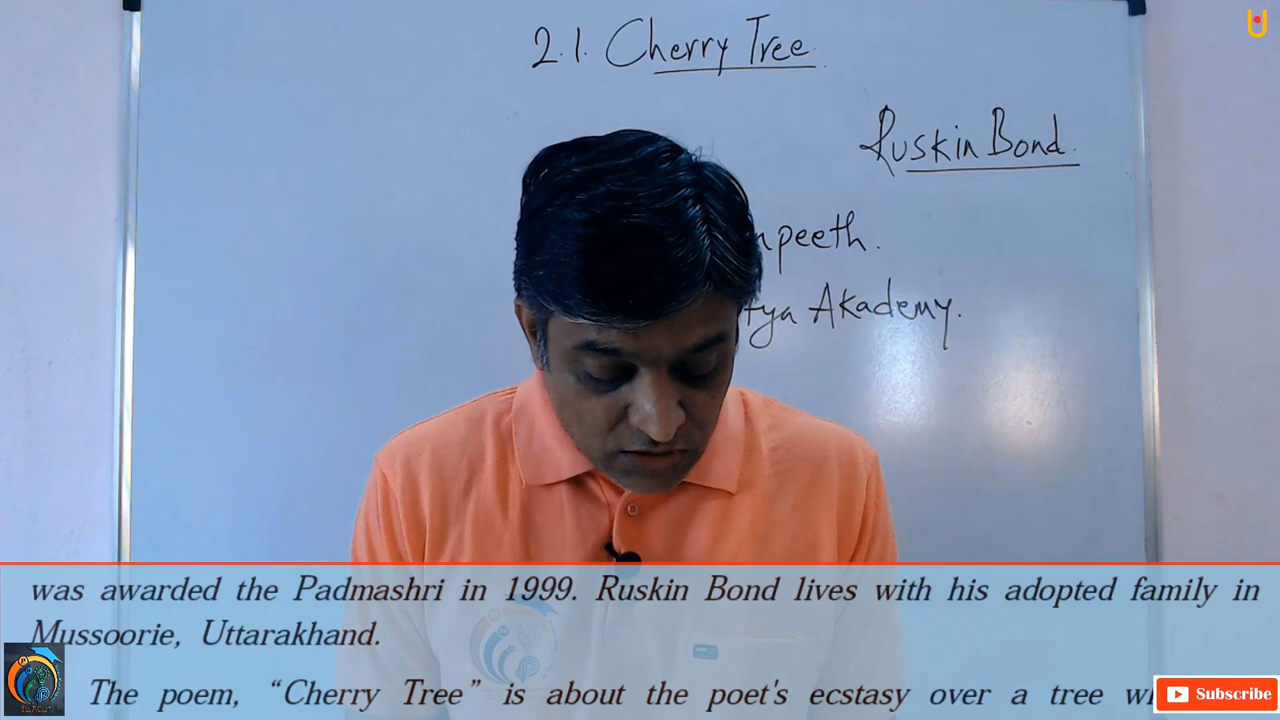 2.1. Cherry Tree.
Ruskin Bond.
npeeth.
tya Akademy.
was awarded the Padmashri in 1999. Ruskin Bond lives with his adopted family in
Mussoorie, Uttarakhand.
The poem, “Cherry Tree” is about the poet's ecstasy over a tree
Subscribe